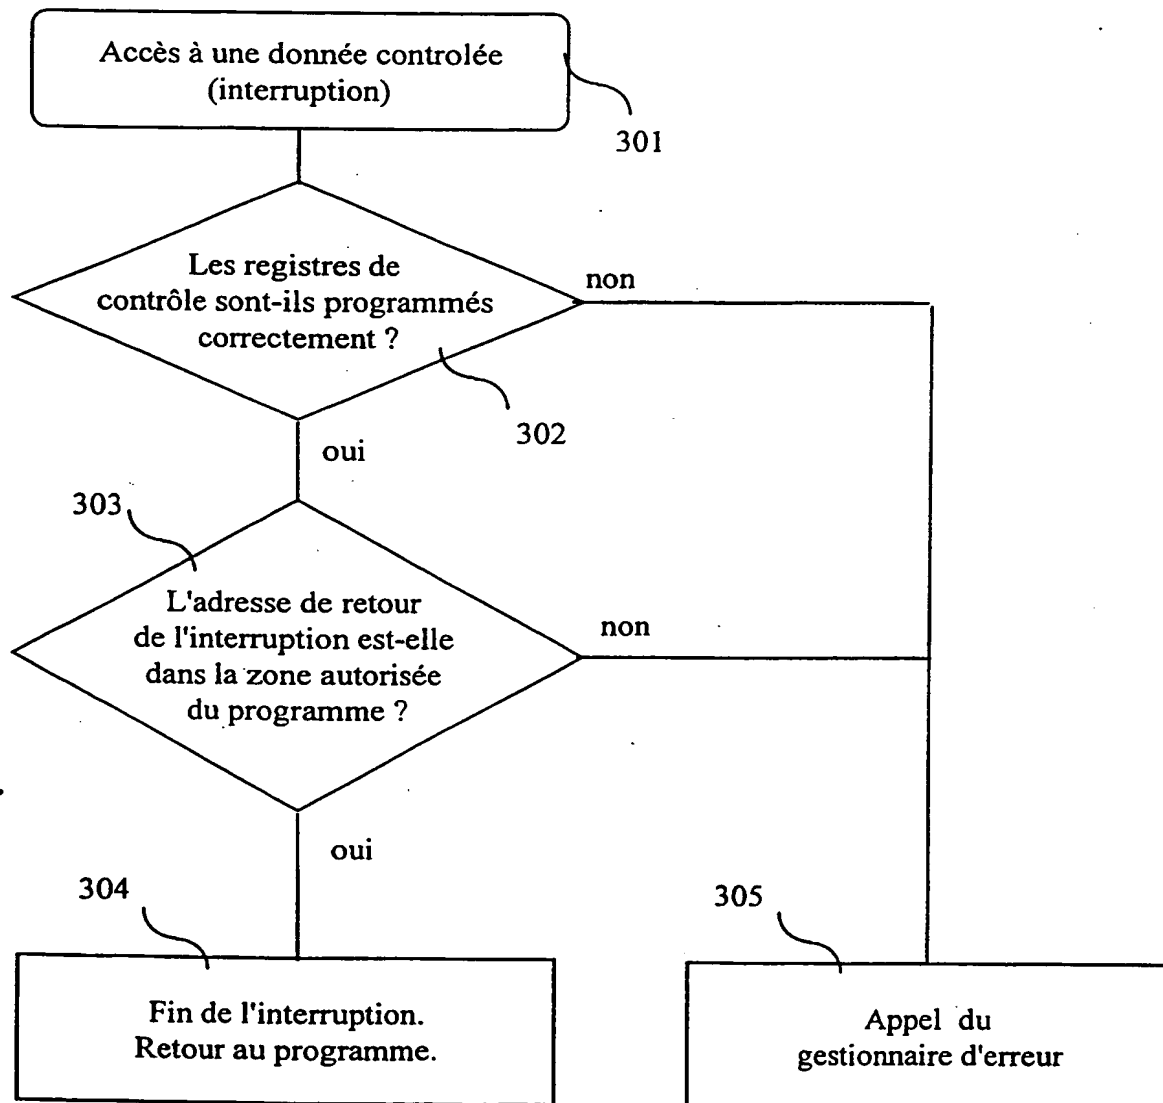 Accès à une donnée controlée
(interruption)
301
Les registres de
contrôle sont-ils programmés
correctement ?
non
302
oui
303
L'adresse de retour
de l'interruption est-elle
dans la zone autorisée
du programme ?
non
oui
304
305
Fin de l'interruption.
Retour au programme.
Appel du
gestionnaire d'erreur